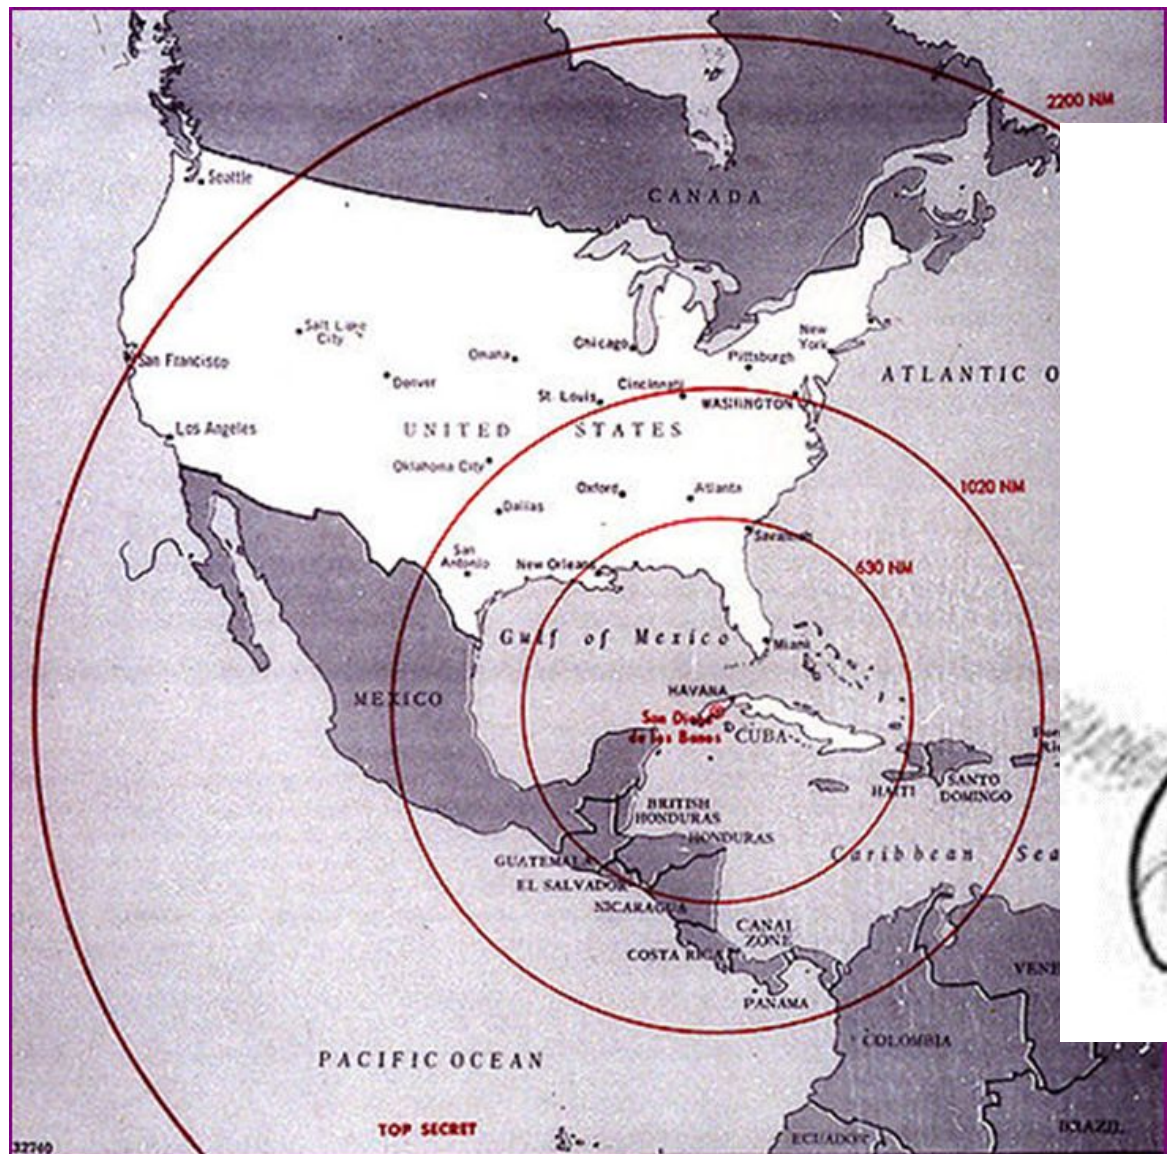 2200 NM
Seattle
CANADA
Salt Lake
City
New
York
San Francisco
Omaha
Chicago
Pittsburgh
ATLANTIC O
Denver
St. Louis
Cincinnati
WASHINGTON
Los Angeles
UNITED STATES
Oklahoma City
1020 NM
Oxford
Atlanta
Dallas
Savannah
San
Antonio
New Orleans
630 NM
Gulf of Mexico
Miami
MEXICO
HAVANA
San Diego
de los Banos
CUBA
HAITI
SANTO
DOMINGO
BRITISH
HONDURAS
HONDURAS
GUATEMALA
Caribbean Sea
EL SALVADOR
NICARAGUA
CANAL
ZONE
COSTA RICA
VENE
PANAMA
COLOMBIA
PACIFIC OCEAN
TOP SECRET
BRAZIL
ECUADOR
32740